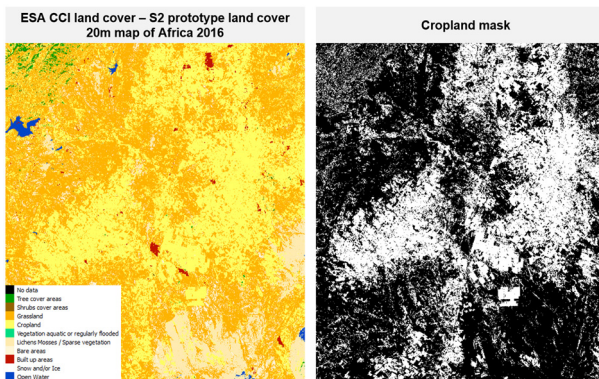 ESA CCI land cover – S2 prototype land cover
20m map of Africa 2016
Cropland mask
No data
Tree cover areas
Shrubs cover areas
Grassland
Cropland
Vegetation aquatic or regularly flooded
Lichens Mosses / Sparse vegetation
Bare areas
Built up areas
Snow and/or Ice
Open Water